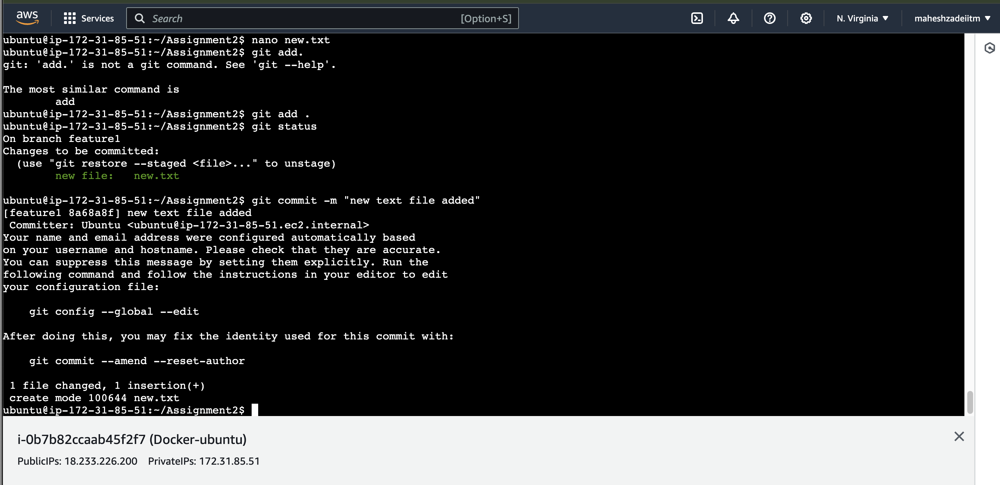 aws Services Search [Option+S] N. Virginia maheshzadeiitm
ubuntu@ip-172-31-85-51:~/Assignment2$ nano new.txt
ubuntu@ip-172-31-85-51:~/Assignment2$ git add.
git: 'add.' is not a git command. See 'git --help'.
The most similar command is
add
ubuntu@ip-172-31-85-51:~/Assignment2$ git add .
ubuntu@ip-172-31-85-51:~/Assignment2$ git status
On branch feature1
Changes to be committed:
(use "git restore --staged <file>..." to unstage)
new file: new.txt
ubuntu@ip-172-31-85-51:~/Assignment2$ git commit -m "new text file added"
[feature1 8a68a8f] new text file added
Committer: Ubuntu <ubuntu@ip-172-31-85-51.ec2.internal>
Your name and email address were configured automatically based
on your username and hostname. Please check that they are accurate.
You can suppress this message by setting them explicitly. Run the
following command and follow the instructions in your editor to edit
your configuration file:
git config --global --edit
After doing this, you may fix the identity used for this commit with:
git commit --amend --reset-author
1 file changed, 1 insertion(+)
create mode 100644 new.txt
ubuntu@ip-172-31-85-51:~/Assignment2$
i-0b7b82ccaab45f2f7 (Docker-ubuntu)
PublicIPs: 18.233.226.200 PrivateIPs: 172.31.85.51